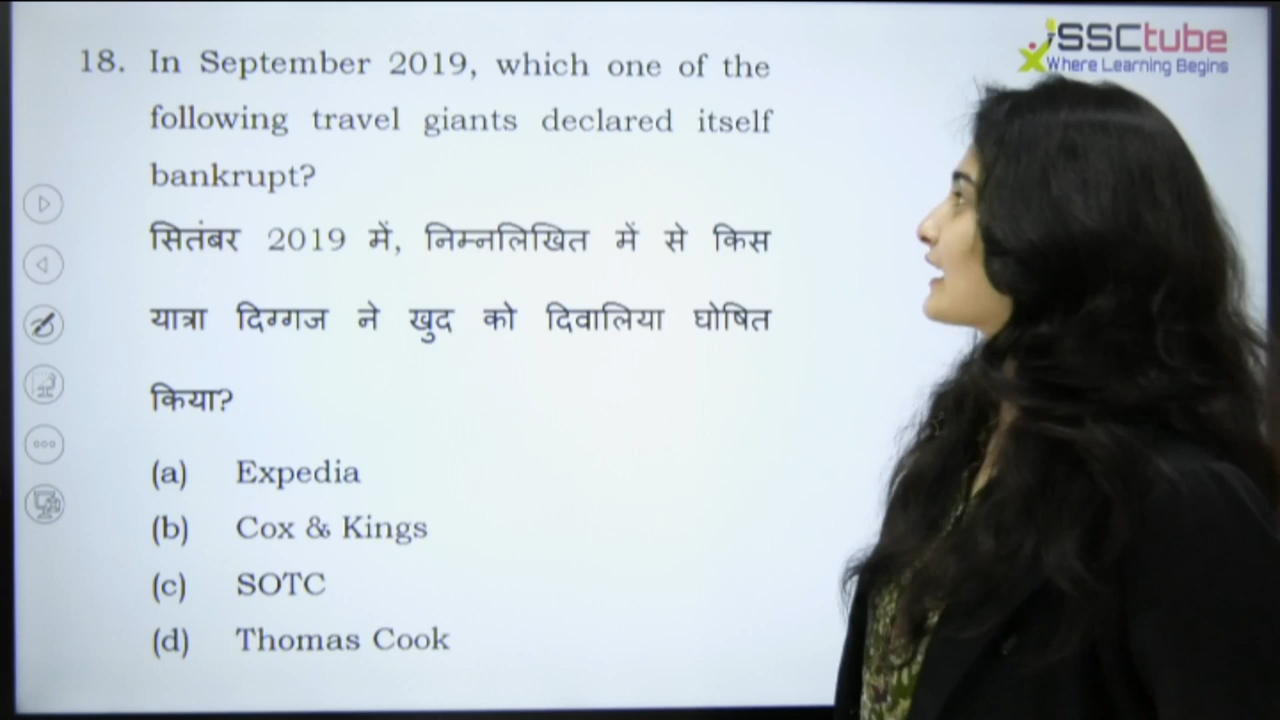 SSCtube
Where Learning Begins
18. In September 2019, which one of the
following travel giants declared itself
bankrupt?
सितंबर 2019 में, निम्नलिखित में से किस
यात्रा दिग्गज ने खुद को दिवालिया घोषित
किया?
(a) Expedia
(b) Cox & Kings
(c) SOTC
(d) Thomas Cook